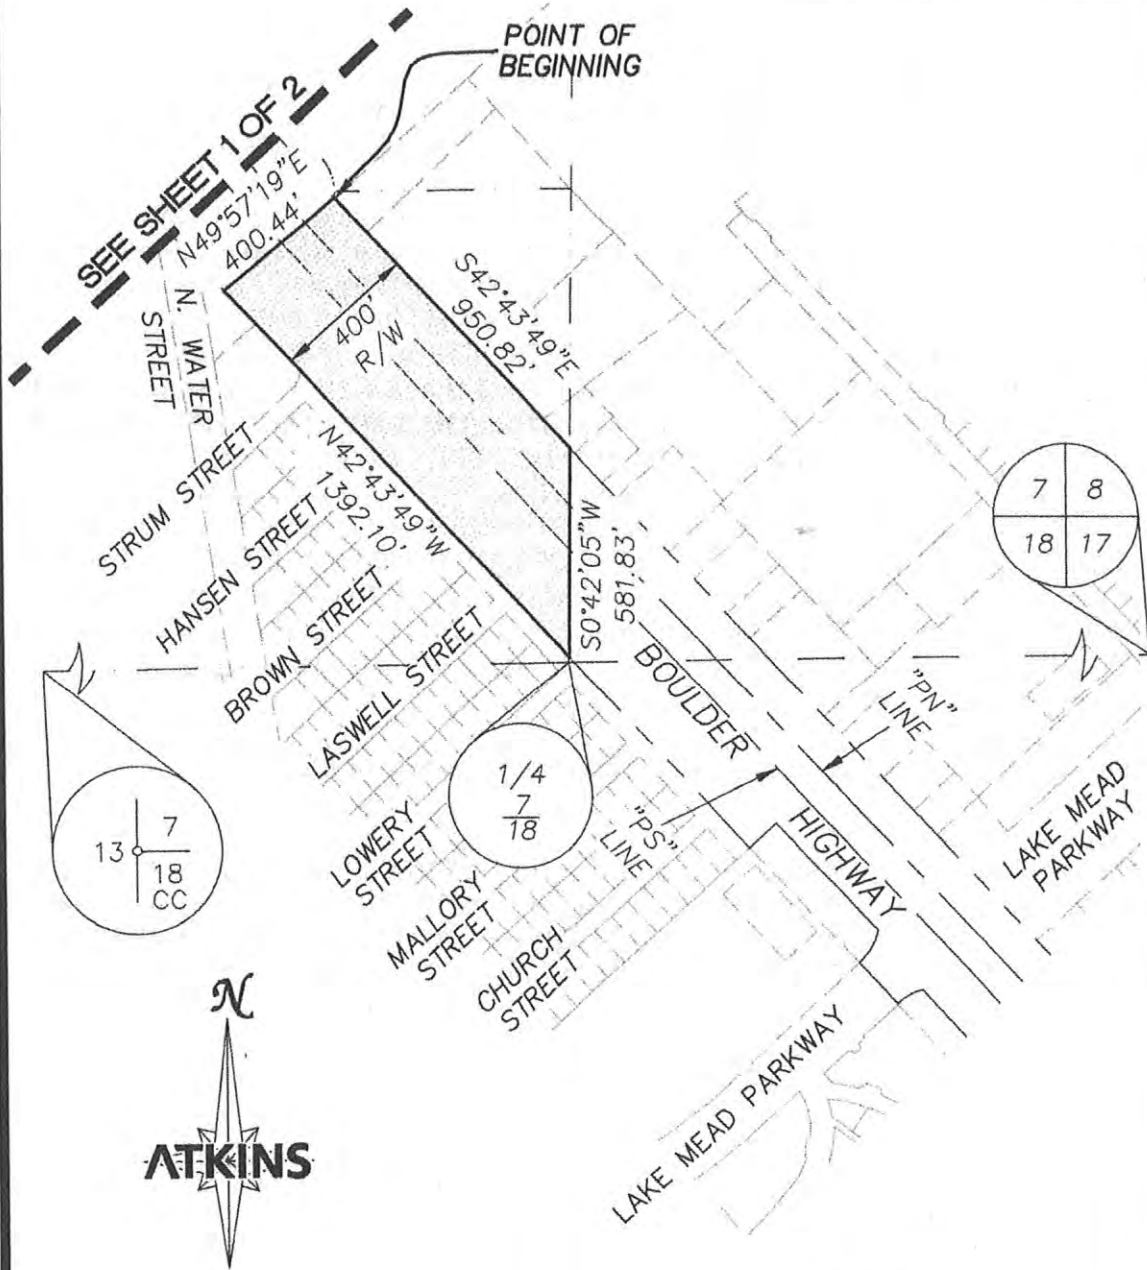 POINT OF
BEGINNING
SEE SHEET 1 OF 2
N49°57'19"E
400.44'
N. WATER
STREET
400'
R/W
S42°43'49"E
950.82'
STRUM STREET
N42°43'49"W
1392.10'
HANSEN STREET
S0°42'05"W
581.83'
7
8
18
17
BROWN STREET
LASWELL STREET
BOULDER
HIGHWAY
"PN"
LINE
"PS"
LINE
1/4
7
18
13
7
18
CC
LOWERY
STREET
MALLORY
STREET
CHURCH
STREET
LAKE MEAD
PARKWAY
LAKE MEAD PARKWAY
N
ATKINS